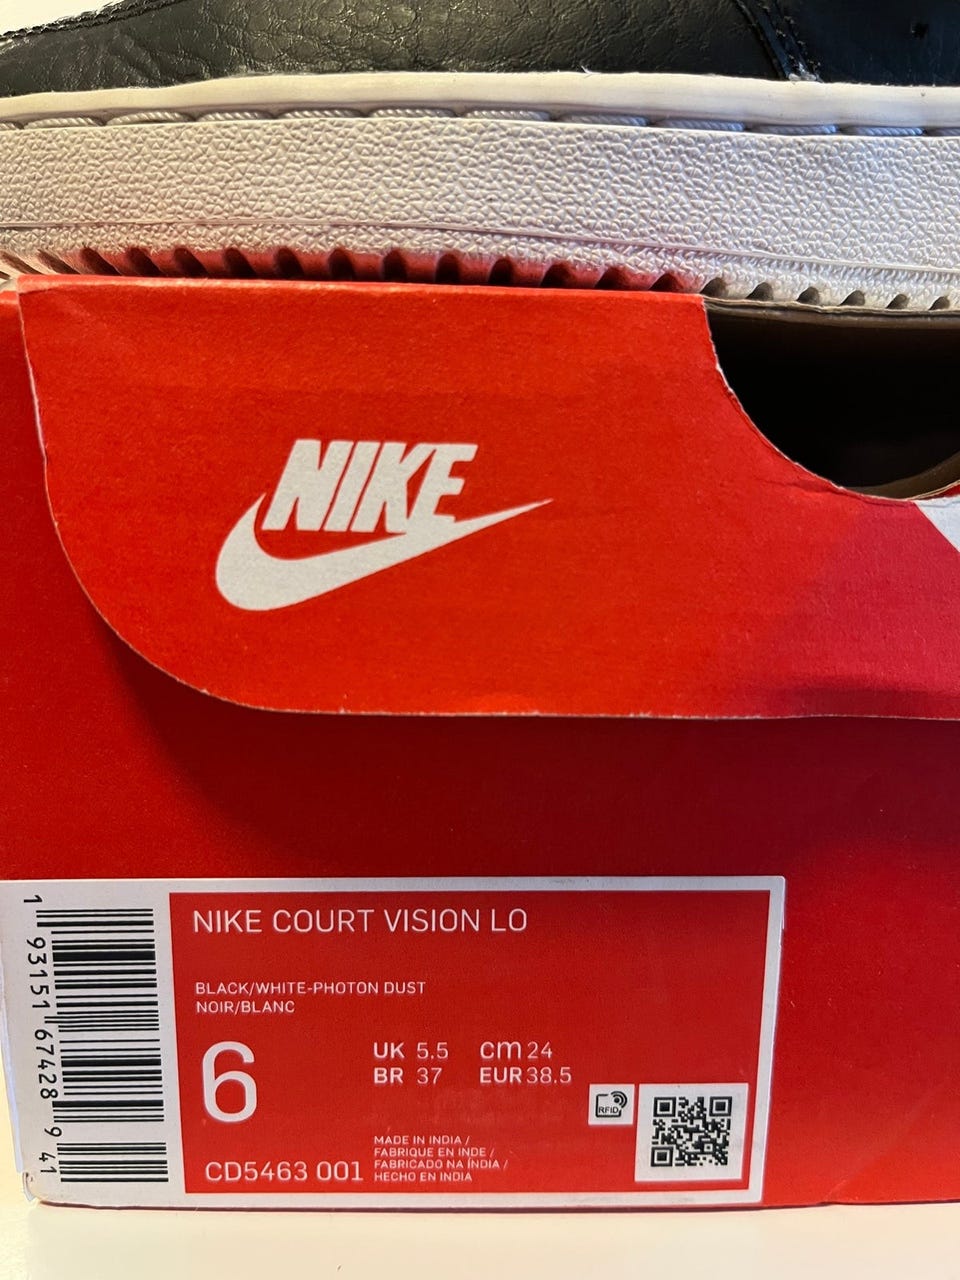 NIKE
NIKE COURT VISION LO
BLACK/WHITE-PHOTON DUST
NOIR/BLANC
6
UK 5.5 cm 24
BR 37 EUR 38.5
RFID
MADE IN INDIA /
FABRIQUE EN INDE /
FABRICADO NA ÍNDIA /
HECHO EN INDIA
CD5463 001
1 93151 67428 9 41